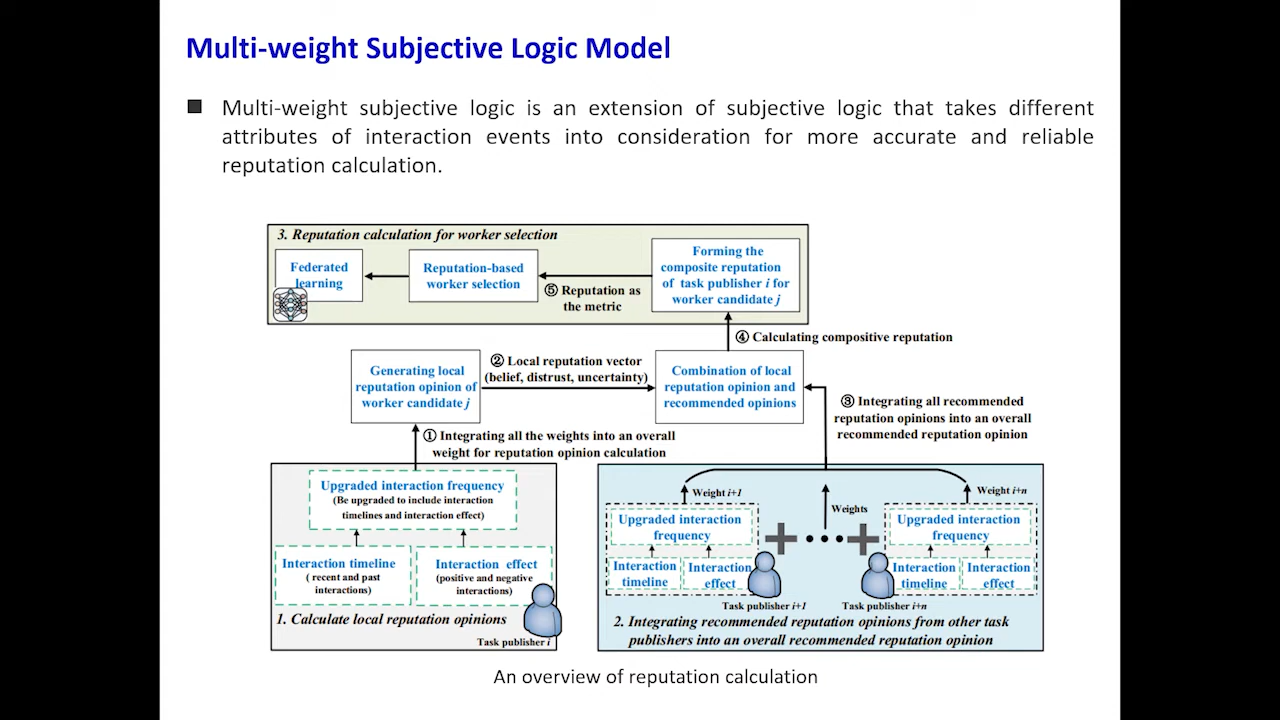 Multi-weight Subjective Logic Model
Multi-weight subjective logic is an extension of subjective logic that takes different
attributes of interaction events into consideration for more accurate and reliable
reputation calculation.
3. Reputation calculation for worker selection
Federated
learning
Reputation-based
worker selection
⑤ Reputation as
the metric
Forming the
composite reputation
of task publisher i for
worker candidate j
④ Calculating compositive reputation
Generating local
reputation opinion of
worker candidate j
② Local reputation vector
(belief, distrust, uncertainty)
Combination of local
reputation opinion and
recommended opinions
③ Integrating all recommended
reputation opinions into an overall
recommended reputation opinion
① Integrating all the weights into an overall
weight for reputation opinion calculation
Upgraded interaction frequency
(Be upgraded to include interaction
timelines and interaction effect)
Interaction timeline
( recent and past
interactions)
Interaction effect
(positive and negative
interactions)
1. Calculate local reputation opinions
Task publisher i
Weight i+1
Weights
Weight i+n
Upgraded interaction
frequency
Interaction
timeline
Interaction
effect
Task publisher i+1
Upgraded interaction
frequency
Interaction
timeline
Interaction
effect
Task publisher i+n
2. Integrating recommended reputation opinions from other task
publishers into an overall recommended reputation opinion
An overview of reputation calculation